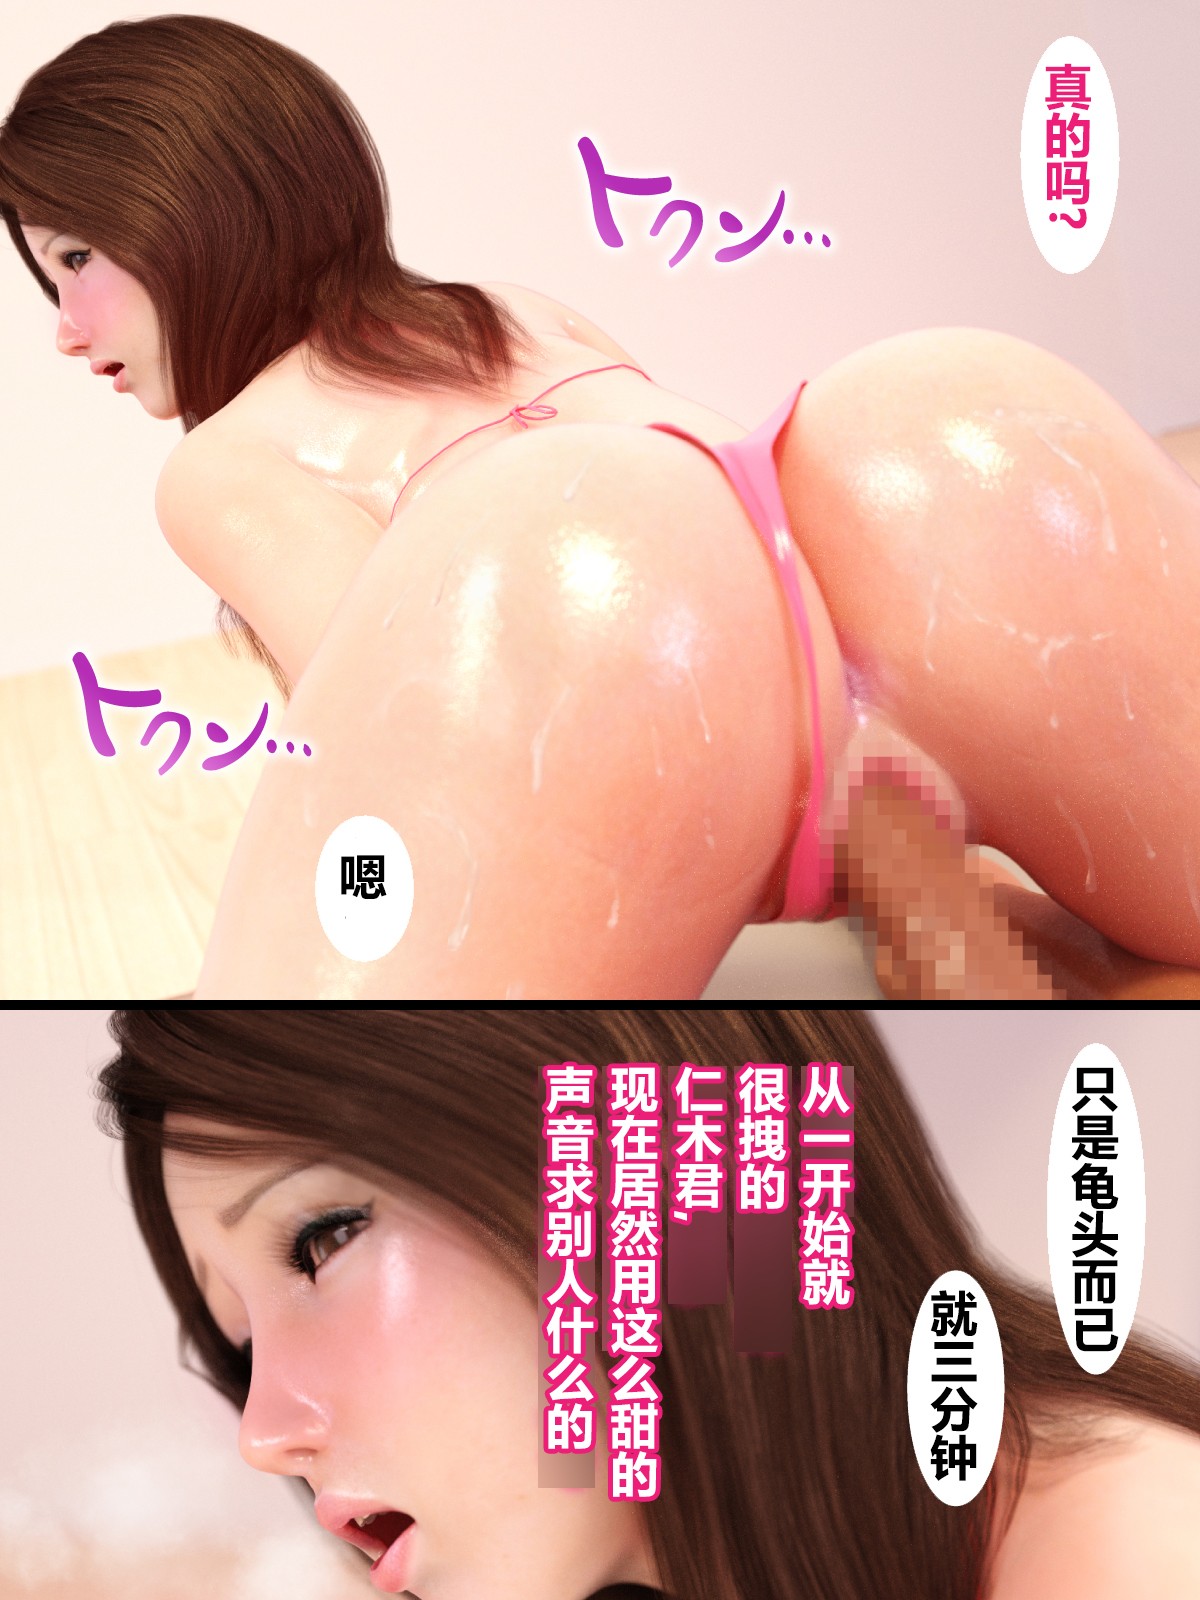 真的吗?
トクン…
トクン…
嗯
只是龟头而已
就三分钟
从一开始就
很拽的
仁木君,
现在居然用这么甜的
声音求别人什么的